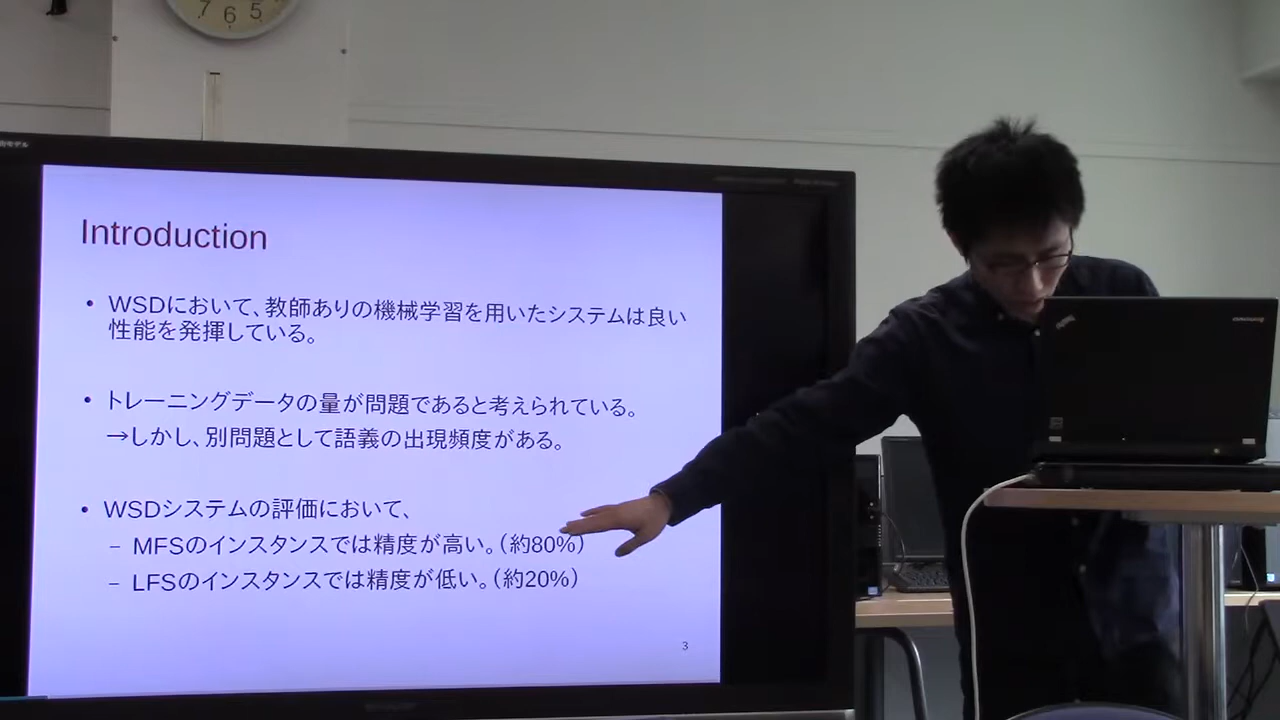 7 6 5
Introduction
• WSDにおいて、教師ありの機械学習を用いたシステムは良い
性能を発揮している。
• トレーニングデータの量が問題であると考えられている。
→しかし、別問題として語義の出現頻度がある。
• WSDシステムの評価において、
– MFSのインスタンスでは精度が高い。（約80%）
– LFSのインスタンスでは精度が低い。（約20%）
3